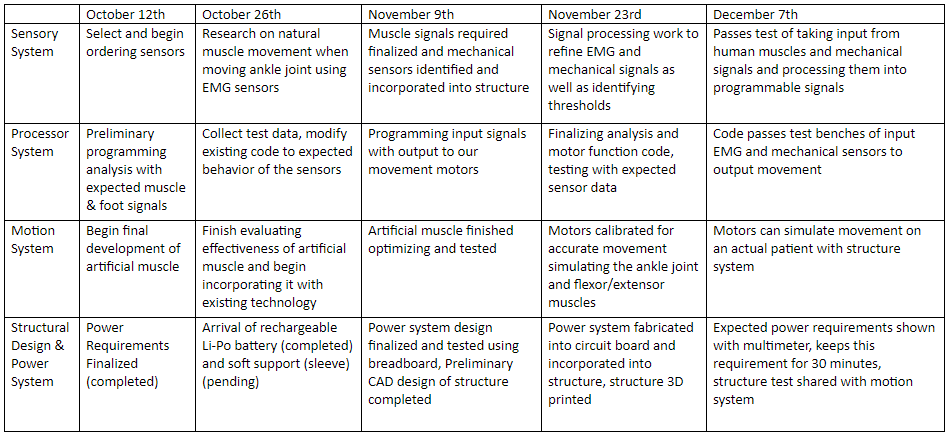 October 12th
October 26th
November 9th
November 23rd
December 7th
Sensory
System
Select and begin
ordering sensors
Research on natural
muscle movement when
moving ankle joint using
EMG sensors
Muscle signals required
finalized and mechanical
sensors identified and
incorporated into structure
Signal processing work to
refine EMG and
mechanical signals as
well as identifying
thresholds
Passes test of taking input from
human muscles and mechanical
signals and processing them into
programmable signals
Processor
System
Preliminary
programming
analysis with
expected muscle
& foot signals
Collect test data, modify
existing code to expected
behavior of the sensors
Programming input signals
with output to our
movement motors
Finalizing analysis and
motor function code,
testing with expected
sensor data
Code passes test benches of input
EMG and mechanical sensors to
output movement
Motion
System
Begin final
development of
artificial muscle
Finish evaluating
effectiveness of artificial
muscle and begin
incorporating it with
existing technology
Artificial muscle finished
optimizing and tested
Motors calibrated for
accurate movement
simulating the ankle joint
and flexor/extensor
muscles
Motors can simulate movement on
an actual patient with structure
system
Structural
Design &
Power
System
Power
Requirements
Finalized
(completed)
Arrival of rechargeable
Li-Po battery (completed)
and soft support (sleeve)
(pending)
Power system design
finalized and tested using
breadboard, Preliminary
CAD design of structure
completed
Power system fabricated
into circuit board and
incorporated into
structure, structure 3D
printed
Expected power requirements shown
with multimeter, keeps this
requirement for 30 minutes,
structure test shared with motion
system